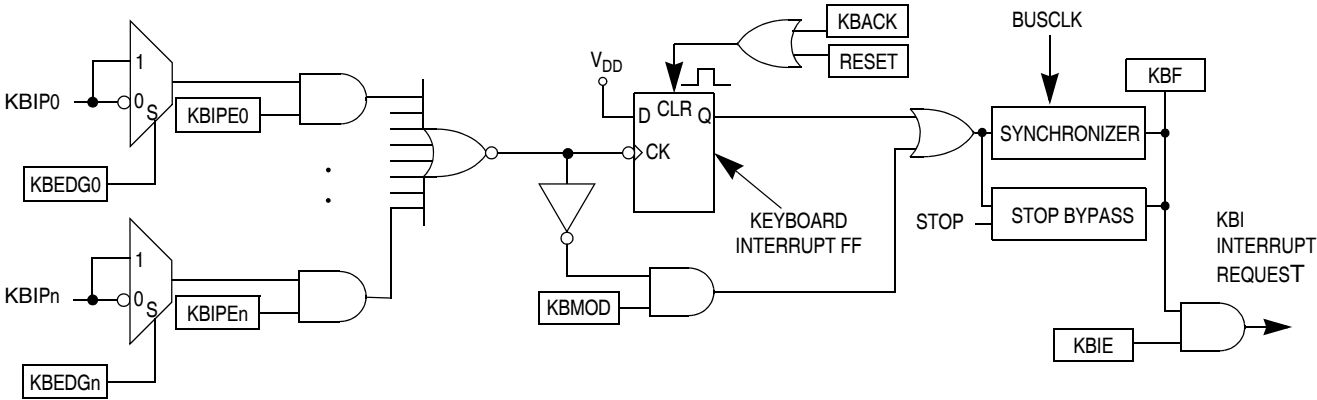 KBACK
BUSCLK
RESET
VDD
KBF
1
KBIP0
0
S
KBIPE0
D CLR Q
CK
SYNCHRONIZER
KBEDG0
STOP BYPASS
STOP
KEYBOARD
INTERRUPT FF
KBI
INTERRUPT
REQUEST
1
KBIPn
0
S
KBIPEn
KBMOD
KBIE
KBEDGn